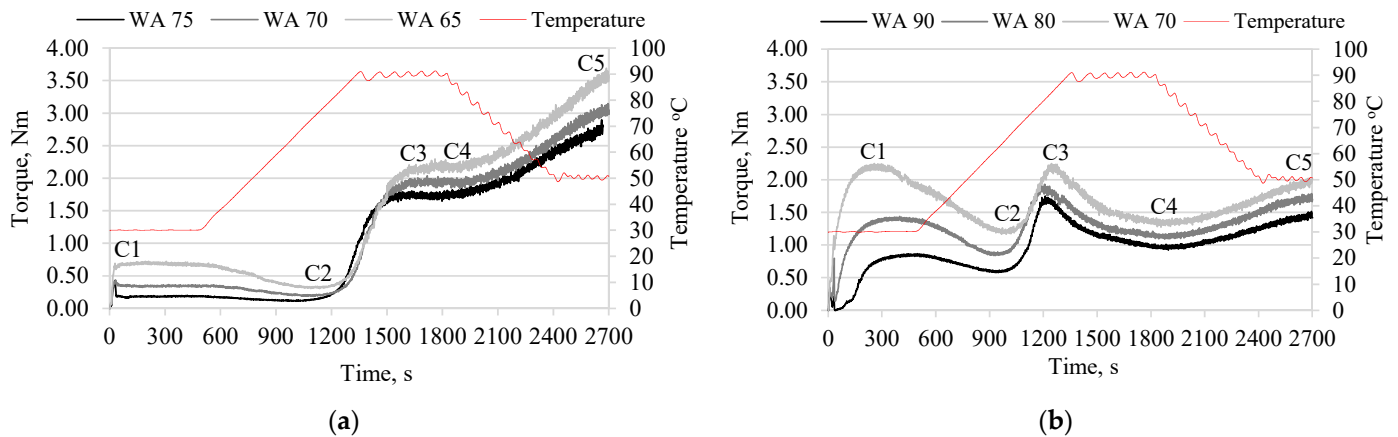 WA 75 WA 70 WA 65 Temperature
4.00
3.50
3.00
2.50
2.00
1.50
1.00
0.50
0.00
Torque, Nm
C1
C2
C3
C4
C5
100
90
80
70
60
50
40
30
20
10
0
Temperature °C
0 300 600 900 1200 1500 1800 2100 2400 2700
Time, s
(a)
WA 90 WA 80 WA 70 Temperature
4.00
3.50
3.00
2.50
2.00
1.50
1.00
0.50
0.00
Torque, Nm
C1
C2
C3
C4
C5
100
90
80
70
60
50
40
30
20
10
0
Temperature °C
0 300 600 900 1200 1500 1800 2100 2400 2700
Time, s
(b)